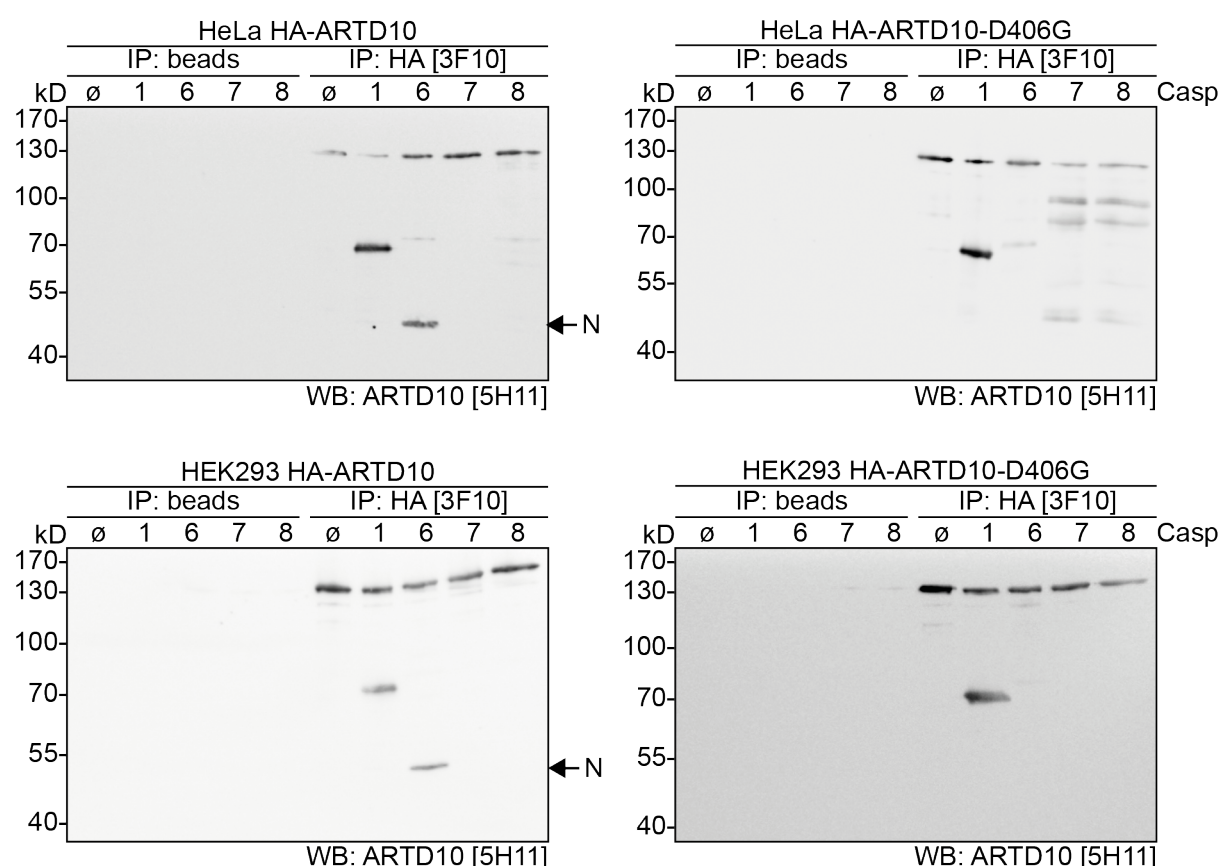 HeLa HA-ARTD10
IP: beads IP: HA [3F10]
kD ø 1 6 7 8 ø 1 6 7 8
170
130
100
70
55
40
N
WB: ARTD10 [5H11]
HeLa HA-ARTD10-D406G
IP: beads IP: HA [3F10]
kD ø 1 6 7 8 ø 1 6 7 8 Casp
170
130
100
70
55
40
WB: ARTD10 [5H11]
HEK293 HA-ARTD10
IP: beads IP: HA [3F10]
kD ø 1 6 7 8 ø 1 6 7 8
170
130
100
70
55
N
40
WB: ARTD10 [5H11]
HEK293 HA-ARTD10-D406G
IP: beads IP: HA [3F10]
kD ø 1 6 7 8 ø 1 6 7 8 Casp
170
130
100
70
55
40
WB: ARTD10 [5H11]